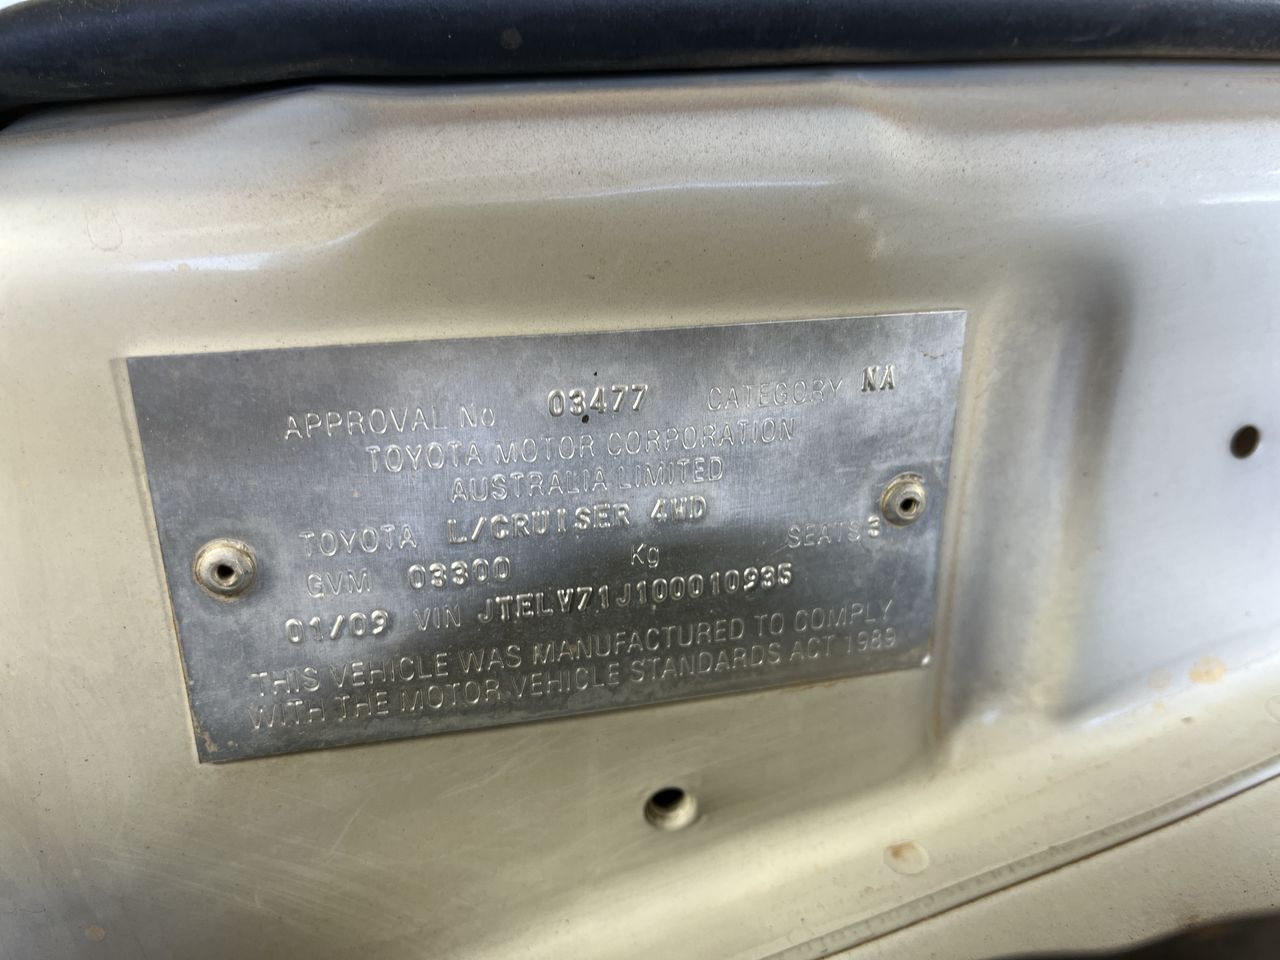 APPROVAL No 03477 CATEGORY NA
TOYOTA MOTOR CORPORATION
AUSTRALIA LIMITED
TOYOTA L/CRUISER 4WD
GVM 03300 Kg SEATS 3
01/09 VIN JTELV71J100010935
THIS VEHICLE WAS MANUFACTURED TO COMPLY
WITH THE MOTOR VEHICLE STANDARDS ACT 1989